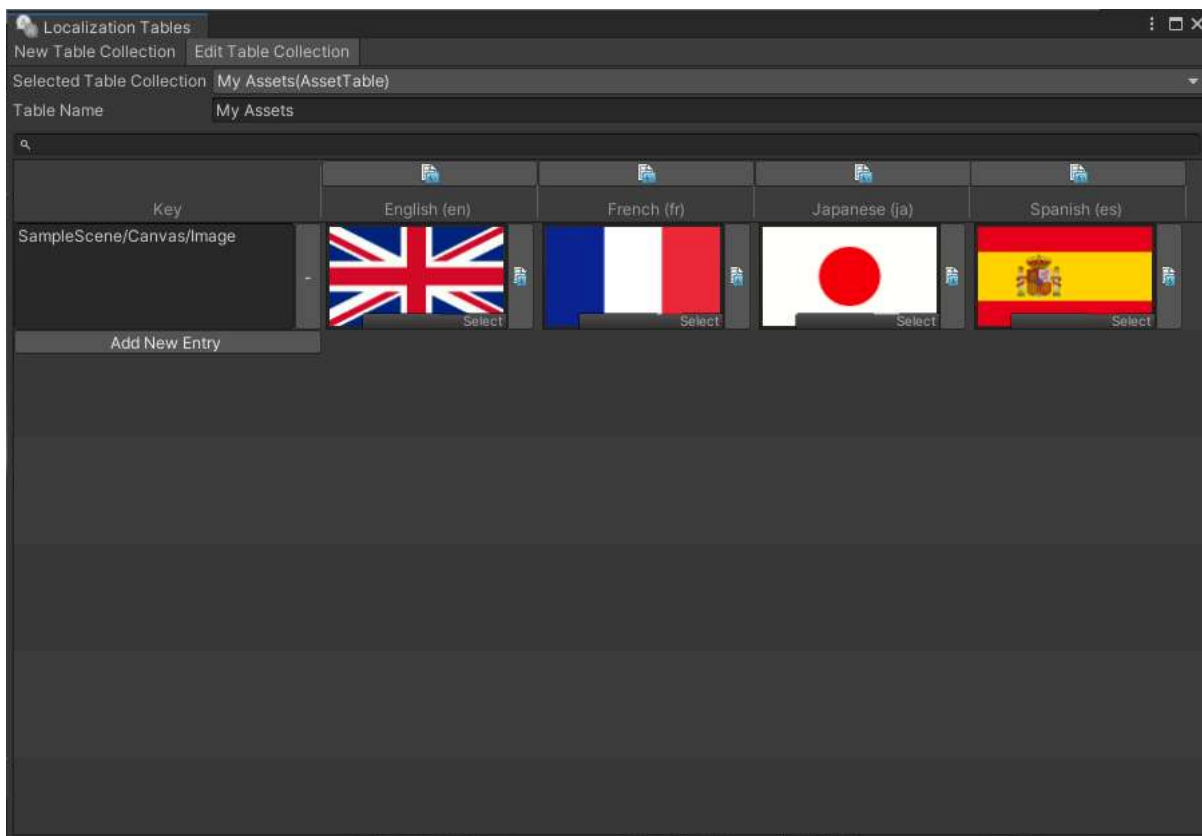 Localization Tables
New Table Collection Edit Table Collection
Selected Table Collection My Assets(AssetTable)
Table Name My Assets
Key English (en) French (fr) Japanese (ja) Spanish (es)
SampleScene/Canvas/Image
-
Select Select Select Select
Add New Entry